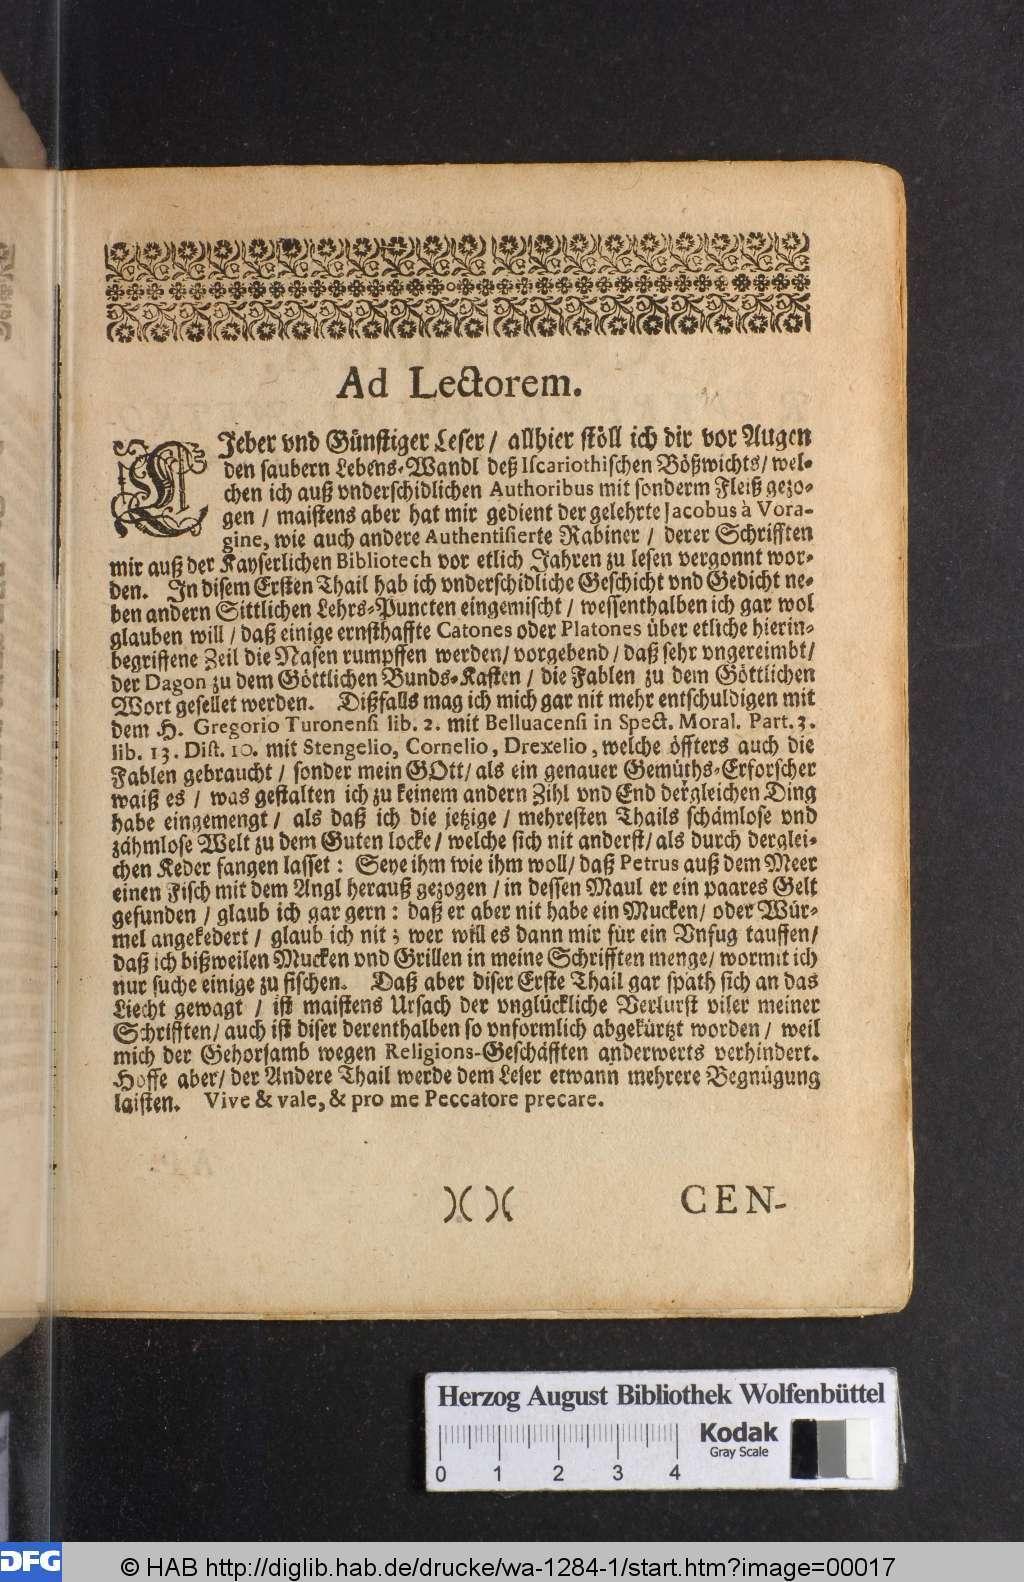 Ad Lectorem.
LJeber vnd Günstiger Leser / allhier stöll ich dir vor Augen
den saubern Lebens-Wandl deß Iscariothischen Bößwichts/ wel-
chen ich auß vnderschidlichen Authoribus mit sonderm Fleiß gezo-
gen / maistens aber hat mir gedient der gelehrte Jacobus à Vora-
gine, wie auch andere Authentisierte Rabiner / derer Schrifften
mir auß der Kayserlichen Bibliotech vor etlich Jahren zu lesen vergonnt wor-
den. In disem Ersten Thail hab ich vnderschidliche Geschicht vnd Gedicht ne-
ben andern Sittlichen Lehrs-Puncten eingemischt / wessenthalben ich gar wol
glauben will / daß einige ernsthaffte Catones oder Platones über etliche hierin-
begriffene Zeil die Nasen rumpffen werden/ vorgebend / daß sehr vngereimbt/
der Dagon zu dem Göttlichen Bunds-Kasten / die Fablen zu dem Göttlichen
Wort gesellet werden. Dißfalls mag ich mich gar nit mehr entschuldigen mit
dem H. Gregorio Turonensi lib. 2. mit Belluacensi in Spect. Moral. Part. 3.
lib. 13. Dist. 10. mit Stengelio, Cornelio, Drexelio, welche öffters auch die
Fablen gebraucht / sonder mein GOtt/ als ein genauer Gemüths-Erforscher
waiß es / was gestalten ich zu keinem andern Zihl vnd End dergleichen Ding
habe eingemengt / als daß ich die jetzige / mehresten Thails schämlose vnd
zähmlose Welt zu dem Guten locke / welche sich nit anderst/ als durch derglei-
chen Keder fangen lasset : Seye ihm wie ihm woll/ daß Petrus auß dem Meer
einen Fisch mit dem Angl herauß gezogen / in dessen Maul er ein paares Gelt
gefunden / glaub ich gar gern : daß er aber nit habe ein Mucken/ oder Wür-
mel angekedert / glaub ich nit ; wer will es dann mir für ein Vnfug tauffen/
daß ich bißweilen Mucken vnd Grillen in meine Schrifften menge/ wormit ich
nur suche einige zu fischen. Daß aber diser Erste Thail gar spath sich an das
Liecht gewagt / ist maistens Ursach der vnglückliche Verlurst viler meiner
Schrifften/ auch ist diser derenthalben so vnformlich abgekürtzt worden / weil
mich der Gehorsamb wegen Religions-Geschäfften anderwerts verhindert.
Hoffe aber/ der Andere Thail werde dem Leser etwann mehrere Begnügung
laisten. Vive & vale, & pro me Peccatore precare.
)( )( CEN-
Herzog August Bibliothek Wolfenbüttel
Kodak
Gray Scale
0 1 2 3 4
DFG © HAB http://diglib.hab.de/drucke/wa-1284-1/start.htm?image=00017